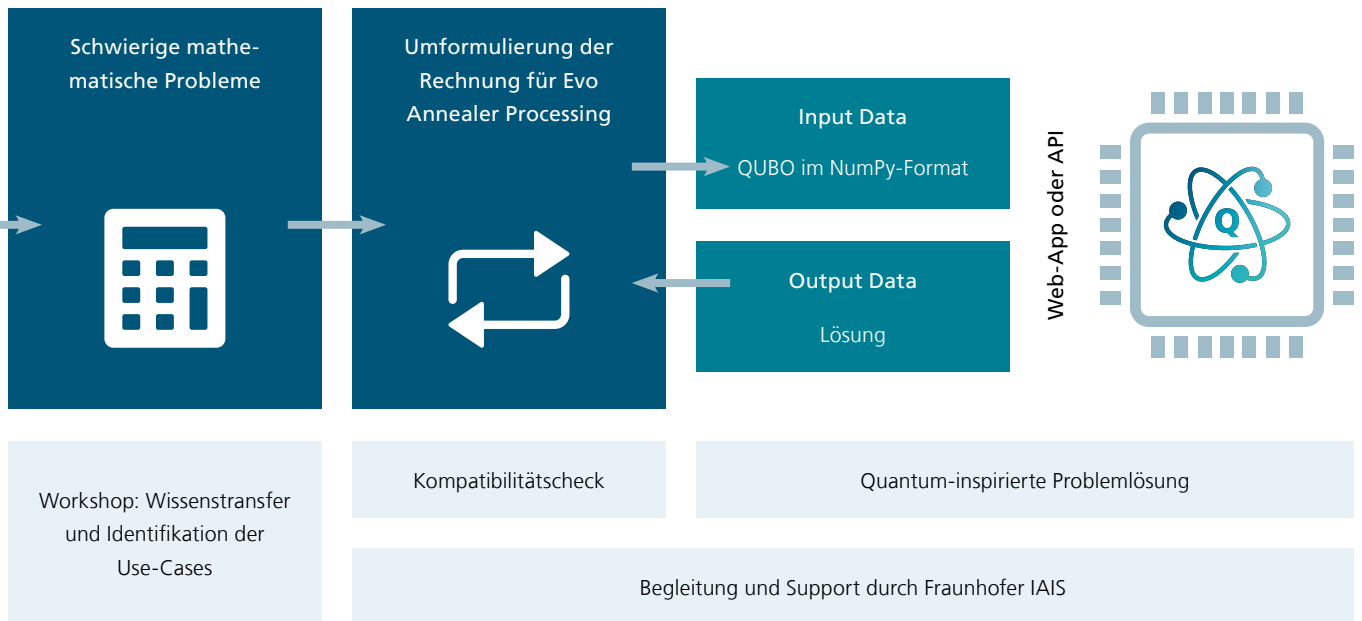 Schwierige mathe-
matische Probleme
Umformulierung der
Rechnung für Evo
Annealer Processing
Input Data
QUBO im NumPy-Format
Output Data
Lösung
Web-App oder API
Q
Workshop: Wissenstransfer
und Identifikation der
Use-Cases
Kompatibilitätscheck
Quantum-inspirierte Problemlösung
Begleitung und Support durch Fraunhofer IAIS